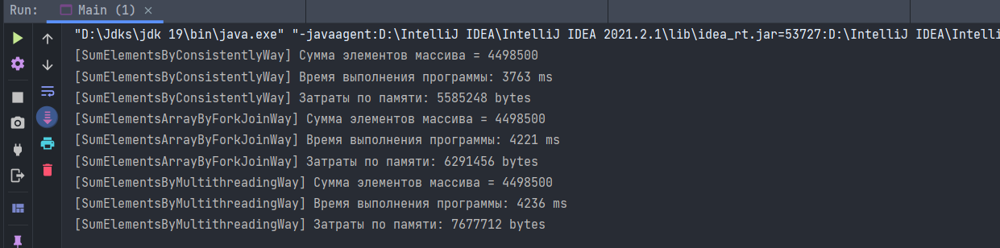 Run: Main (1) ×
"D:\Jdks\jdk 19\bin\java.exe" "-javaagent:D:\IntelliJ IDEA\IntelliJ IDEA 2021.2.1\lib\idea_rt.jar=53727:D:\IntelliJ IDEA\Intelli
[SumElementsByConsistentlyWay] Сумма элементов массива = 4498500
[SumElementsByConsistentlyWay] Время выполнения программы: 3763 ms
[SumElementsByConsistentlyWay] Затраты по памяти: 5585248 bytes
[SumElementsArrayByForkJoinWay] Сумма элементов массива = 4498500
[SumElementsArrayByForkJoinWay] Время выполнения программы: 4221 ms
[SumElementsArrayByForkJoinWay] Затраты по памяти: 6291456 bytes
[SumElementsByMultithreadingWay] Сумма элементов массива = 4498500
[SumElementsByMultithreadingWay] Время выполнения программы: 4236 ms
[SumElementsByMultithreadingWay] Затраты по памяти: 7677712 bytes